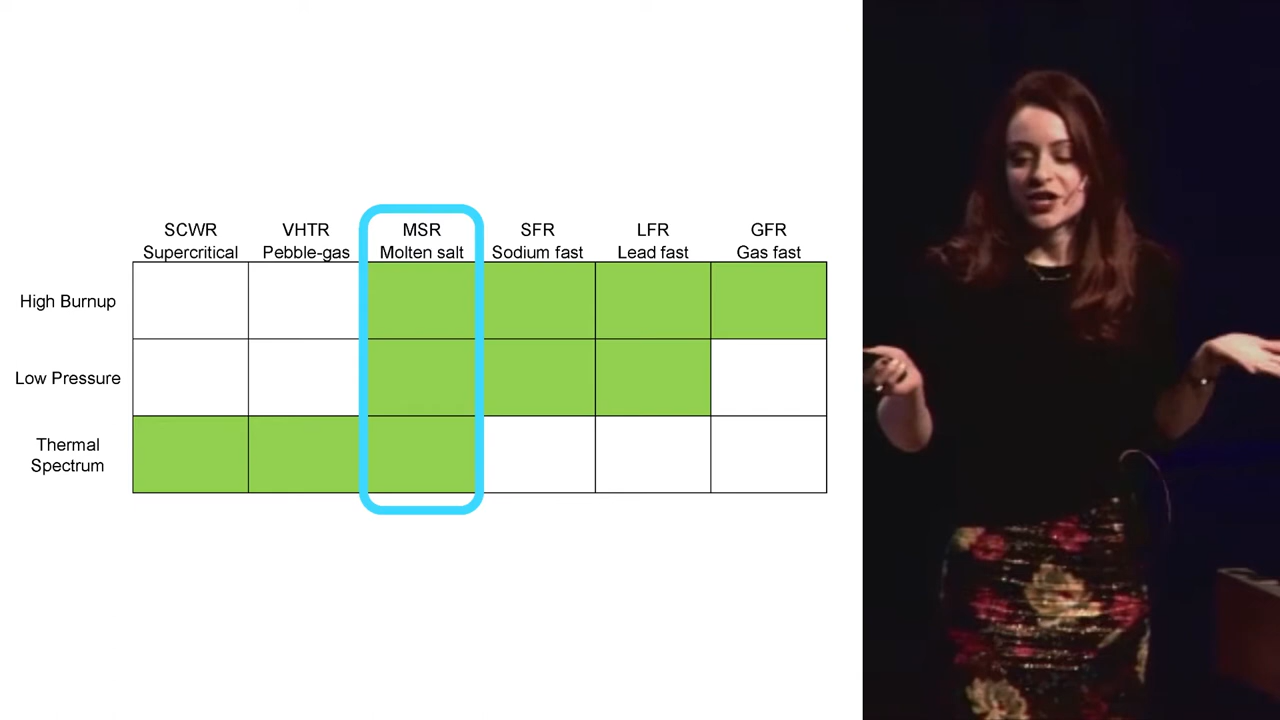 SCWR VHTR MSR SFR LFR GFR
Supercritical Pebble-gas Molten salt Sodium fast Lead fast Gas fast
High Burnup
Low Pressure
Thermal
Spectrum